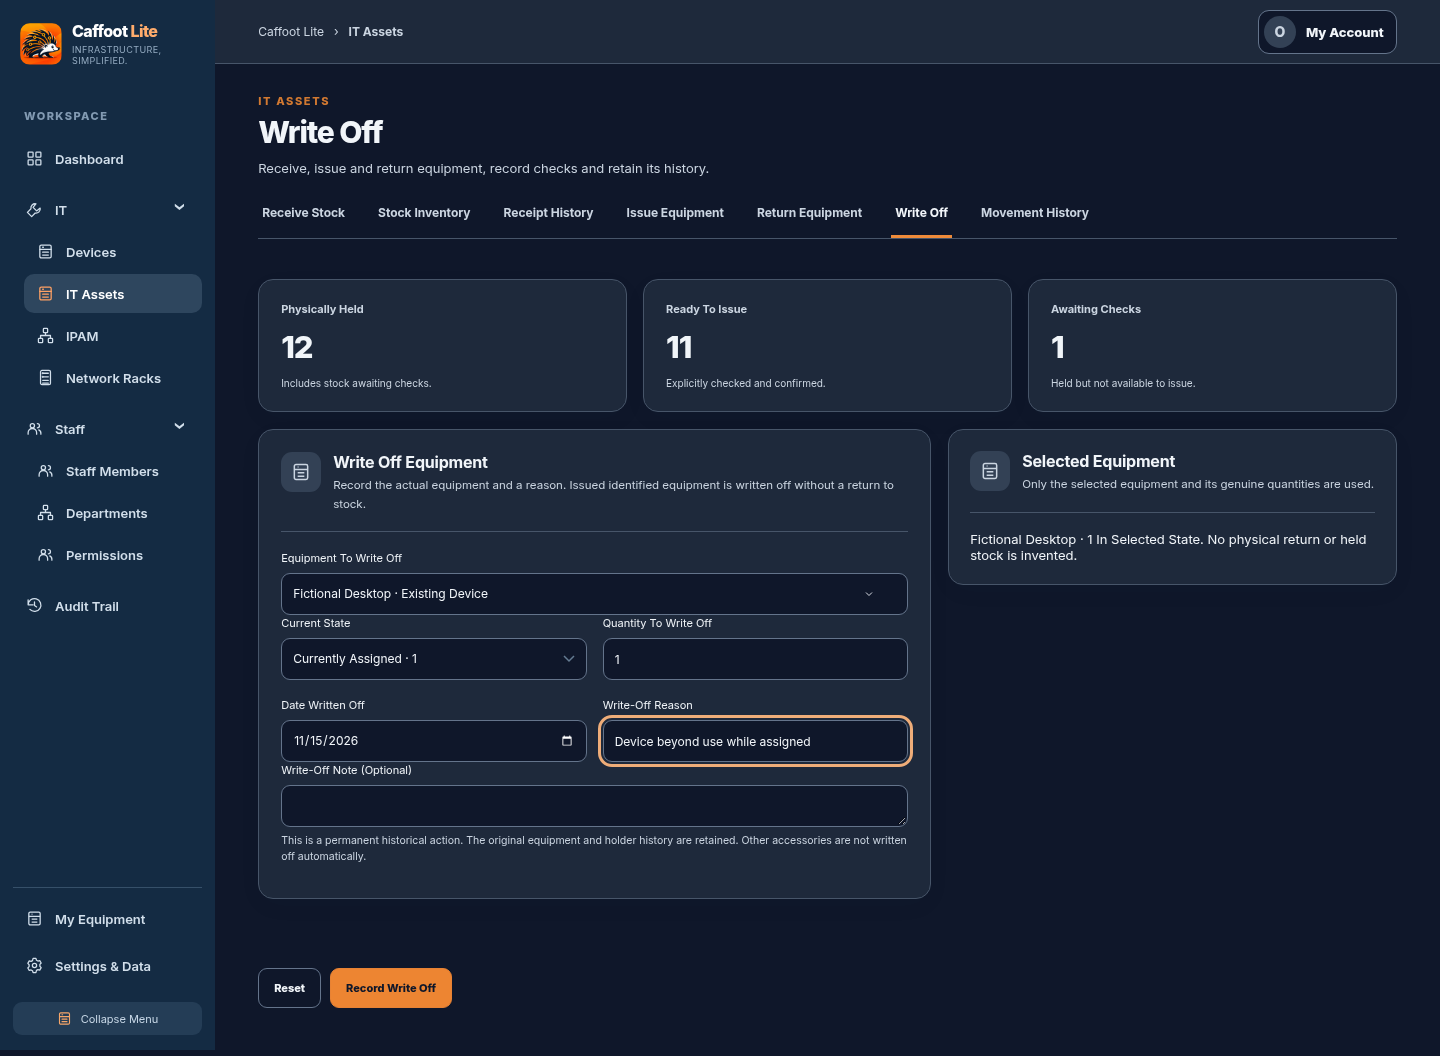 Caffoot Lite
INFRASTRUCTURE,
SIMPLIFIED.
WORKSPACE
Dashboard
IT
Devices
IT Assets
IPAM
Network Racks
Staff
Staff Members
Departments
Permissions
Audit Trail
My Equipment
Settings & Data
Collapse Menu
Caffoot Lite › IT Assets
O My Account
IT ASSETS
Write Off
Receive, issue and return equipment, record checks and retain its history.
Receive Stock Stock Inventory Receipt History Issue Equipment Return Equipment Write Off Movement History
Physically Held
12
Includes stock awaiting checks.
Ready To Issue
11
Explicitly checked and confirmed.
Awaiting Checks
1
Held but not available to issue.
Write Off Equipment
Record the actual equipment and a reason. Issued identified equipment is written off without a return to
stock.
Equipment To Write Off
Fictional Desktop · Existing Device
Current State
Currently Assigned · 1
Quantity To Write Off
1
Date Written Off
11/15/2026
Write-Off Reason
Device beyond use while assigned
Write-Off Note (Optional)
This is a permanent historical action. The original equipment and holder history are retained. Other accessories are not written
off automatically.
Selected Equipment
Only the selected equipment and its genuine quantities are used.
Fictional Desktop · 1 In Selected State. No physical return or held
stock is invented.
Reset
Record Write Off